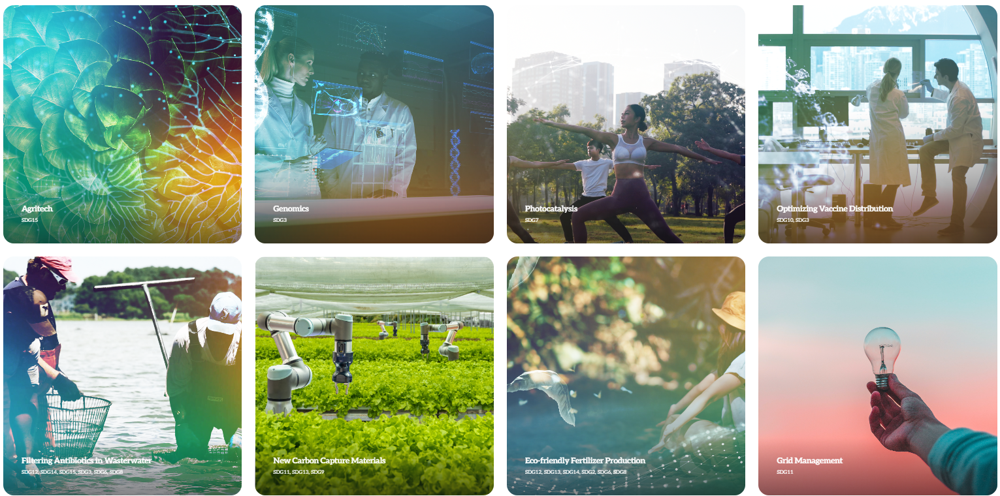 Agritech
SDG15
Genomics
SDG3
Photocatalysis
SDG7
Optimizing Vaccine Distribution
SDG10, SDG3
Filtering Antibiotics in Wasterwater
SDG12, SDG14, SDG15, SDG3, SDG6, SDG8
New Carbon Capture Materials
SDG11, SDG13, SDG9
Eco-friendly Fertilizer Production
SDG12, SDG13, SDG14, SDG2, SDG6, SDG8
Grid Management
SDG11